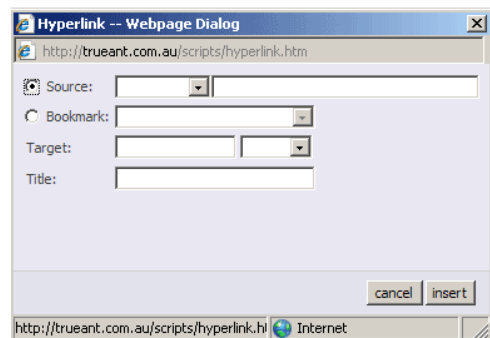 Hyperlink -- Webpage Dialog
http://trueant.com.au/scripts/hyperlink.htm
Source:
Bookmark:
Target:
Title:
cancel insert
http://trueant.com.au/scripts/hyperlink.hl Internet